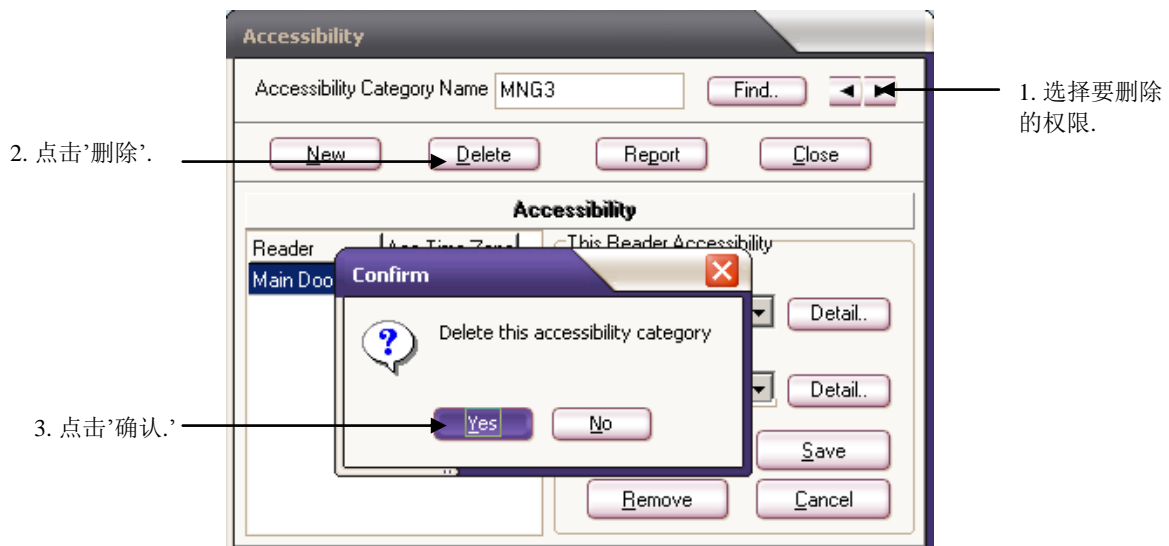 Accessibility
Accessibility Category Name MNG3 Find..
1. 选择要删除
的权限.
2. 点击’删除’.
New Delete Report Close
Accessibility
Reader This Reader Accessibility
Main Doo
Confirm
Detail..
Delete this accessibility category
Detail..
3. 点击’确认.’
Yes No
Save
Remove Cancel